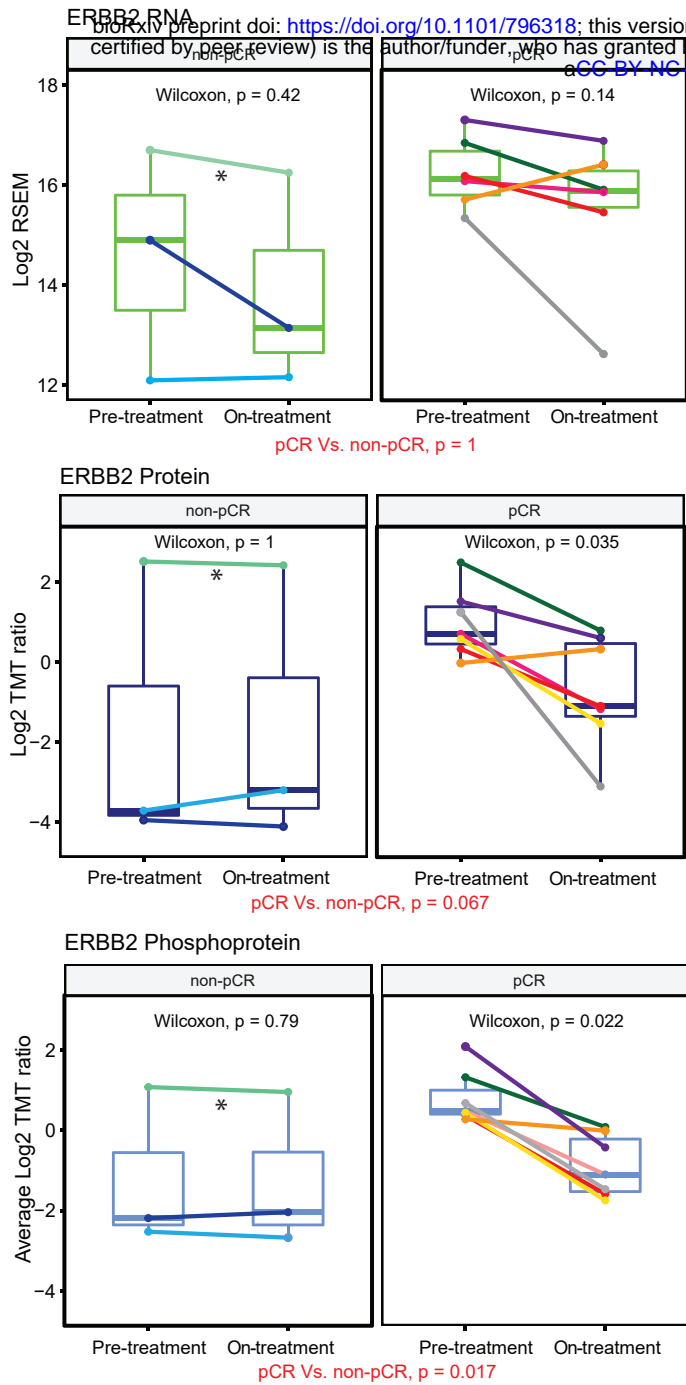 ERBB2 RNA
bioRxiv preprint doi: https://doi.org/10.1101/796318; this version
certified by peer review) is the author/funder, who has granted
aCC-BY-NC
non-pCR
pCR
Wilcoxon, p = 0.42
Wilcoxon, p = 0.14
*
Log2 RSEM
18
16
14
12
Pre-treatment
On-treatment
Pre-treatment
On-treatment
pCR Vs. non-pCR, p = 1
ERBB2 Protein
non-pCR
pCR
Wilcoxon, p = 1
Wilcoxon, p = 0.035
*
Log2 TMT ratio
2
0
−2
−4
Pre-treatment
On-treatment
Pre-treatment
On-treatment
pCR Vs. non-pCR, p = 0.067
ERBB2 Phosphoprotein
non-pCR
pCR
Wilcoxon, p = 0.79
Wilcoxon, p = 0.022
*
Average Log2 TMT ratio
2
0
−2
−4
Pre-treatment
On-treatment
Pre-treatment
On-treatment
pCR Vs. non-pCR, p = 0.017